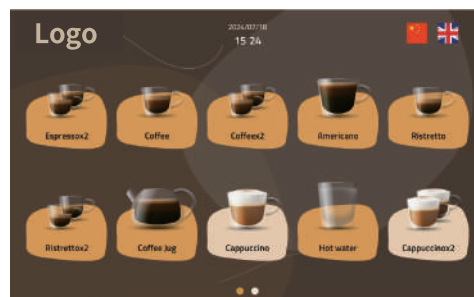 Logo
2024/07/18
15 24
Espressox2
Coffee
Coffeex2
Americano
Ristretto
Ristrettox2
Coffee Jug
Cappuccino
Hot water
Cappuccinox2